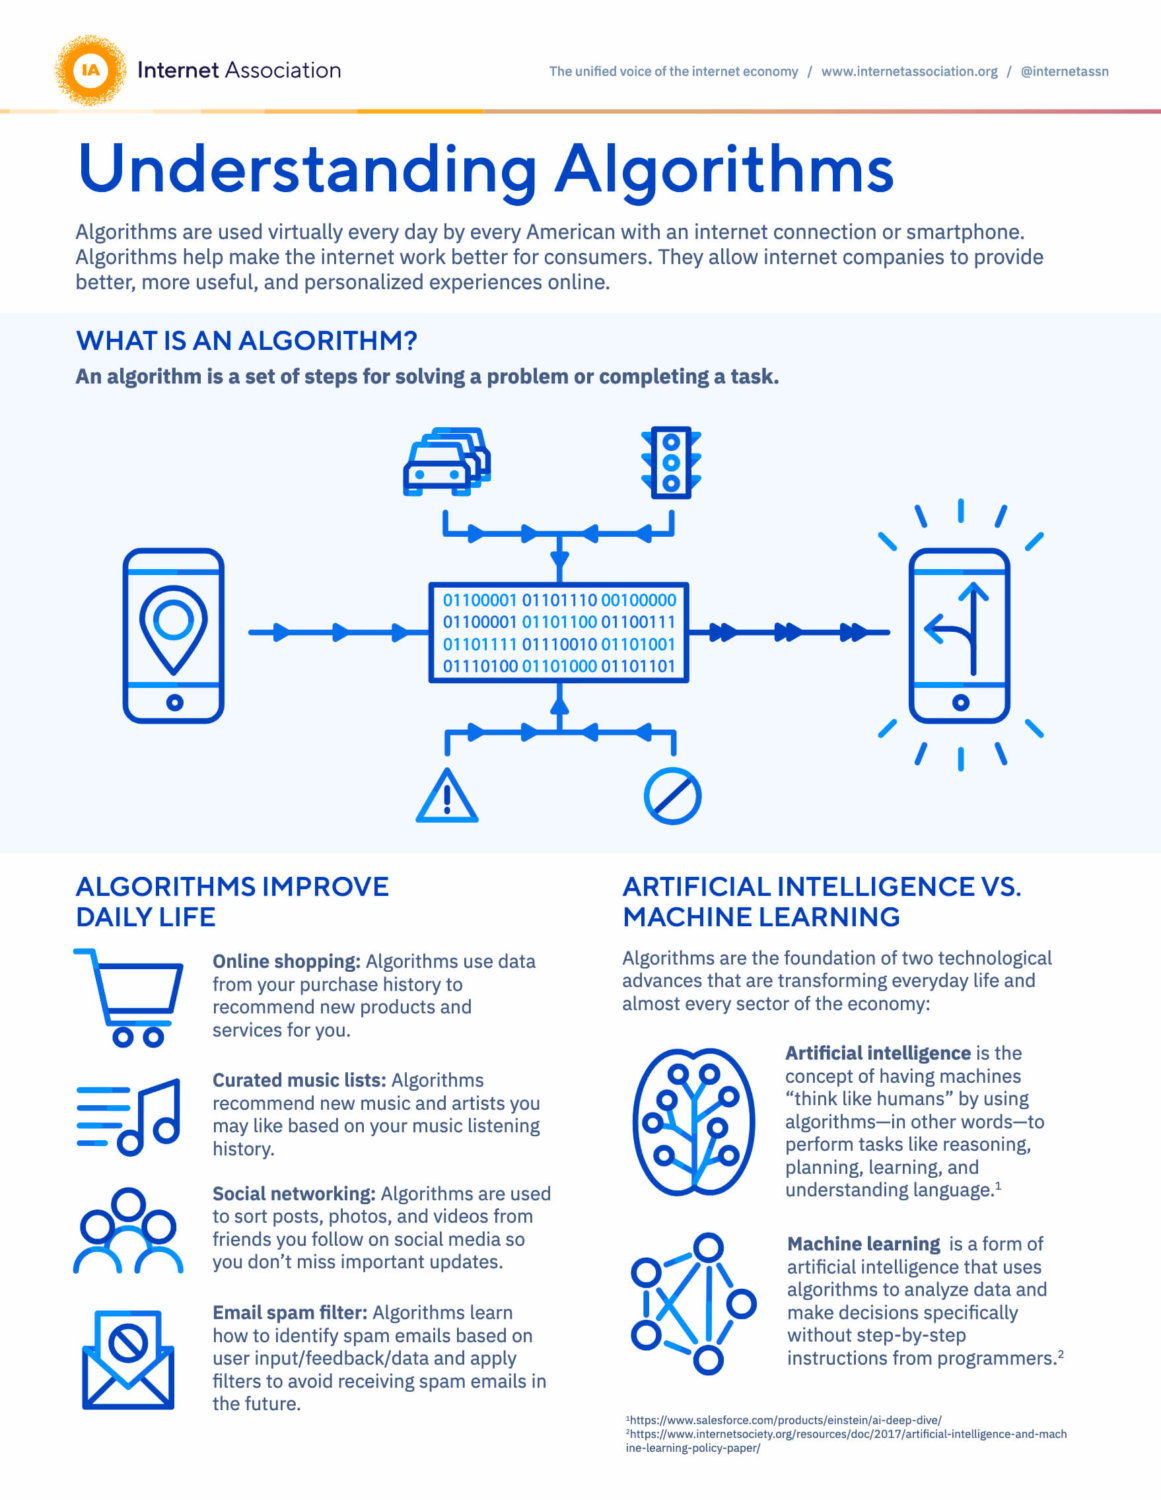 IA
Internet Association
The unified voice of the internet economy / www.internetassociation.org / @internetassn
Understanding Algorithms
Algorithms are used virtually every day by every American with an internet connection or smartphone.
Algorithms help make the internet work better for consumers. They allow internet companies to provide
better, more useful, and personalized experiences online.
WHAT IS AN ALGORITHM?
An algorithm is a set of steps for solving a problem or completing a task.
01100001 01101110 00100000
01100001 01101100 01100111
01101111 01110010 01101001
01110100 01101000 01101101
!
ALGORITHMS IMPROVE
DAILY LIFE
Online shopping: Algorithms use data
from your purchase history to
recommend new products and
services for you.
Curated music lists: Algorithms
recommend new music and artists you
may like based on your music listening
history.
Social networking: Algorithms are used
to sort posts, photos, and videos from
friends you follow on social media so
you don't miss important updates.
Email spam filter: Algorithms learn
how to identify spam emails based on
user input/feedback/data and apply
filters to avoid receiving spam emails in
the future.
ARTIFICIAL INTELLIGENCE VS.
MACHINE LEARNING
Algorithms are the foundation of two technological
advances that are transforming everyday life and
almost every sector of the economy:
Artificial intelligence is the
concept of having machines
“think like humans” by using
algorithms—in other words—to
perform tasks like reasoning,
planning, learning, and
understanding language.¹
Machine learning is a form of
artificial intelligence that uses
algorithms to analyze data and
make decisions specifically
without step-by-step
instructions from programmers.²
¹https://www.salesforce.com/products/einstein/ai-deep-dive/
²https://www.internetsociety.org/resources/doc/2017/artificial-intelligence-and-mach
ine-learning-policy-paper/